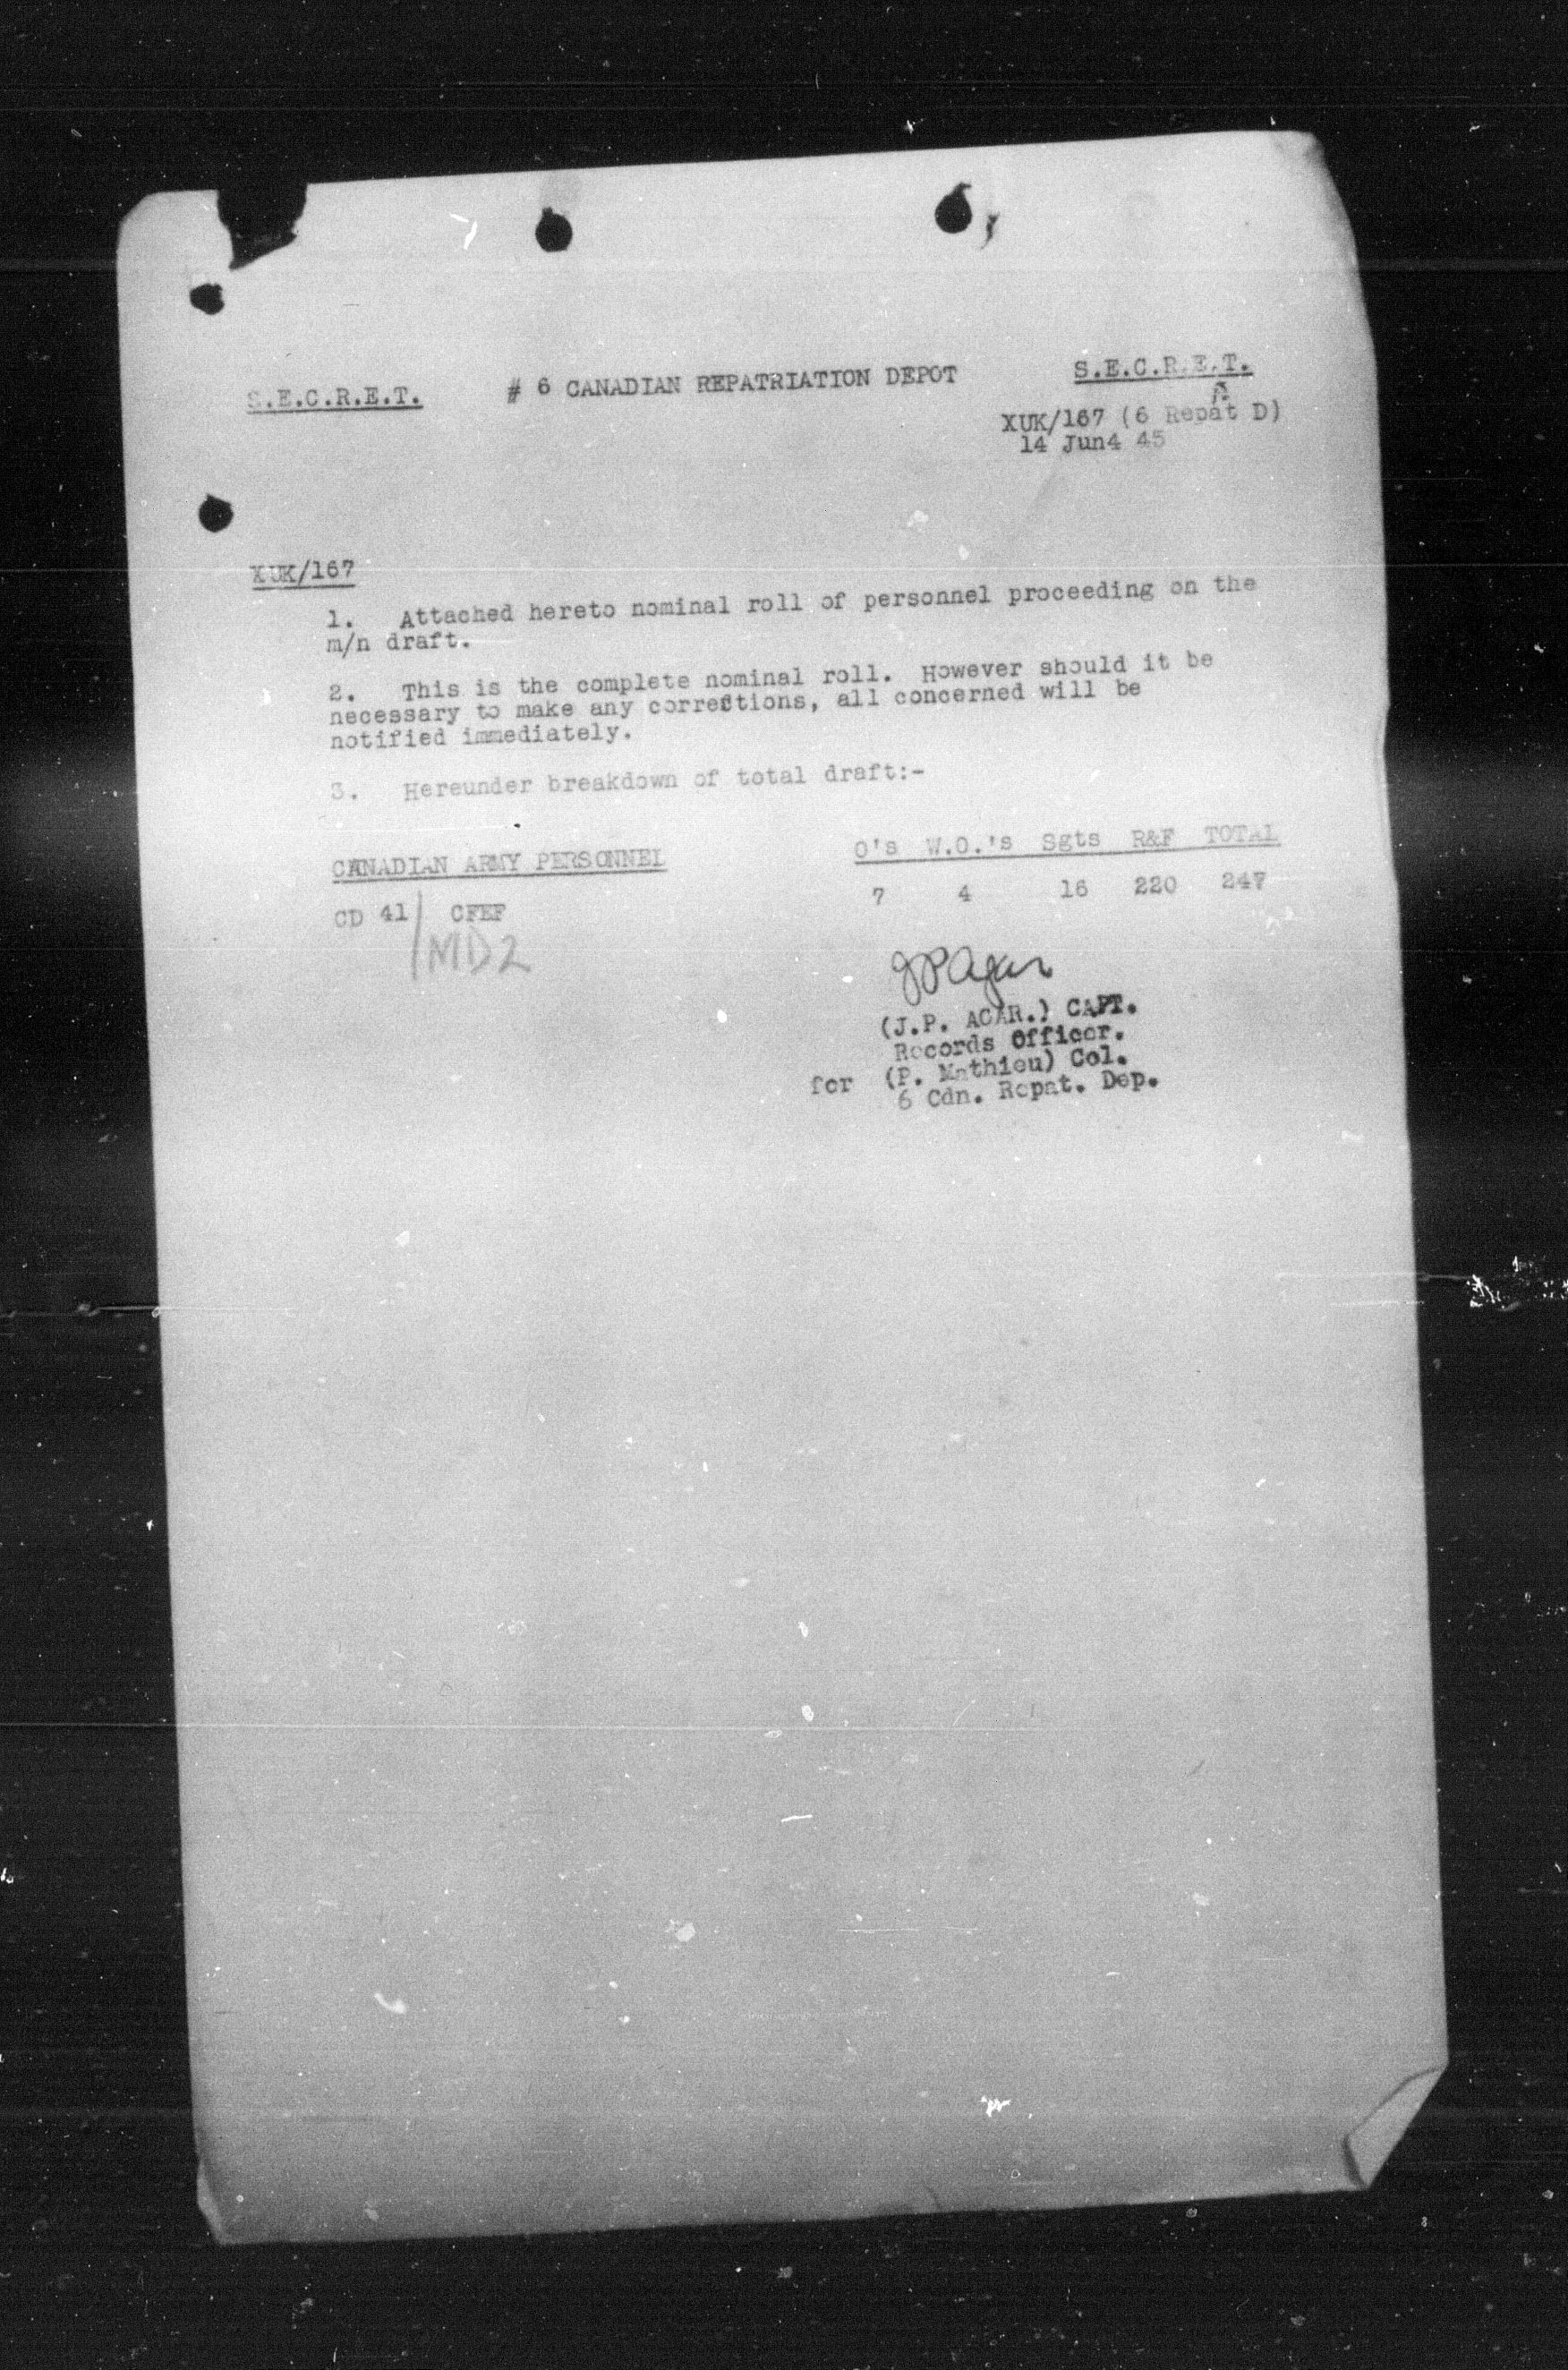 S.E.C.R.E.T. # 6 CANADIAN REPATRIATION DEPOT S.E.C.R.E.T.
XUK/167 (6 Repat D)
14 Jun4 45
XUK/167
1. Attached hereto nominal roll of personnel proceeding on the
m/n draft.
2. This is the complete nominal roll. However should it be
necessary to make any corrections, all concerned will be
notified immediately.
3. Hereunder breakdown of total draft:-
CANADIAN ARMY PERSONNEL O's W.O.'s Sgts R&F TOTAL
CD 41/ CFEF 7 4 16 220 247
/MD2
JPAgar
(J.P. AGAR.) CAPT.
Records Officer.
for (P. Mathieu) Col.
6 Cdn. Repat. Dep.